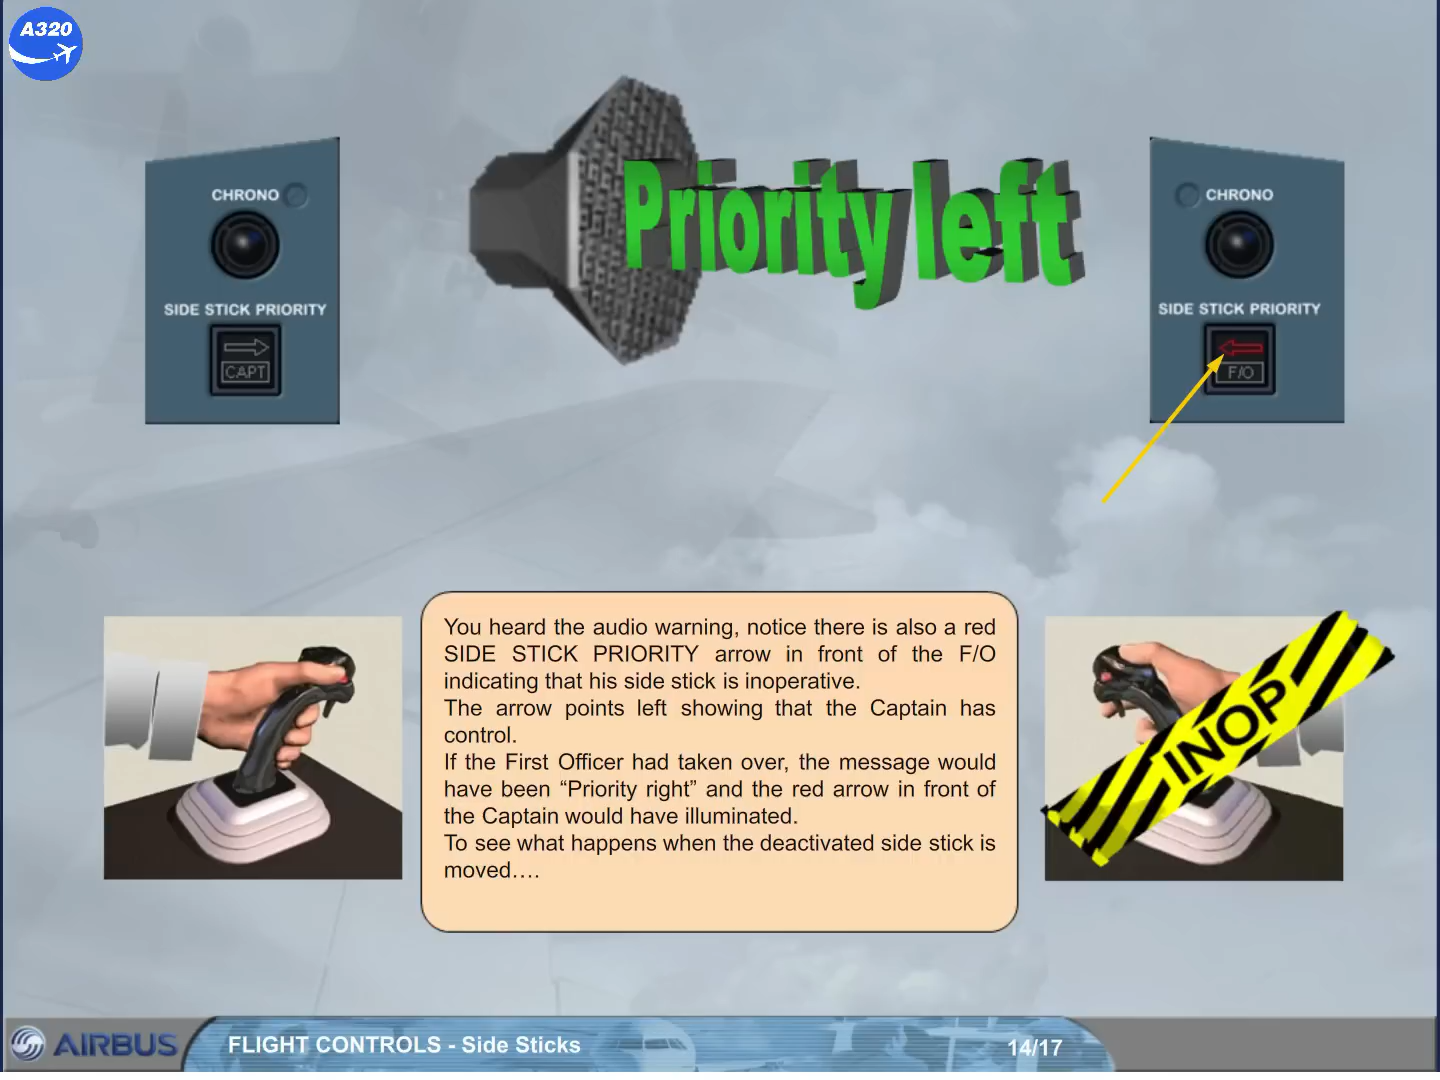 A320
Priority left
CHRONO
SIDE STICK PRIORITY
CAPT
CHRONO
SIDE STICK PRIORITY
F/O
You heard the audio warning, notice there is also a red
SIDE STICK PRIORITY arrow in front of the F/O
indicating that his side stick is inoperative.
The arrow points left showing that the Captain has
control.
If the First Officer had taken over, the message would
have been “Priority right” and the red arrow in front of
the Captain would have illuminated.
To see what happens when the deactivated side stick is
moved….
INOP
AIRBUS
FLIGHT CONTROLS - Side Sticks
14/17